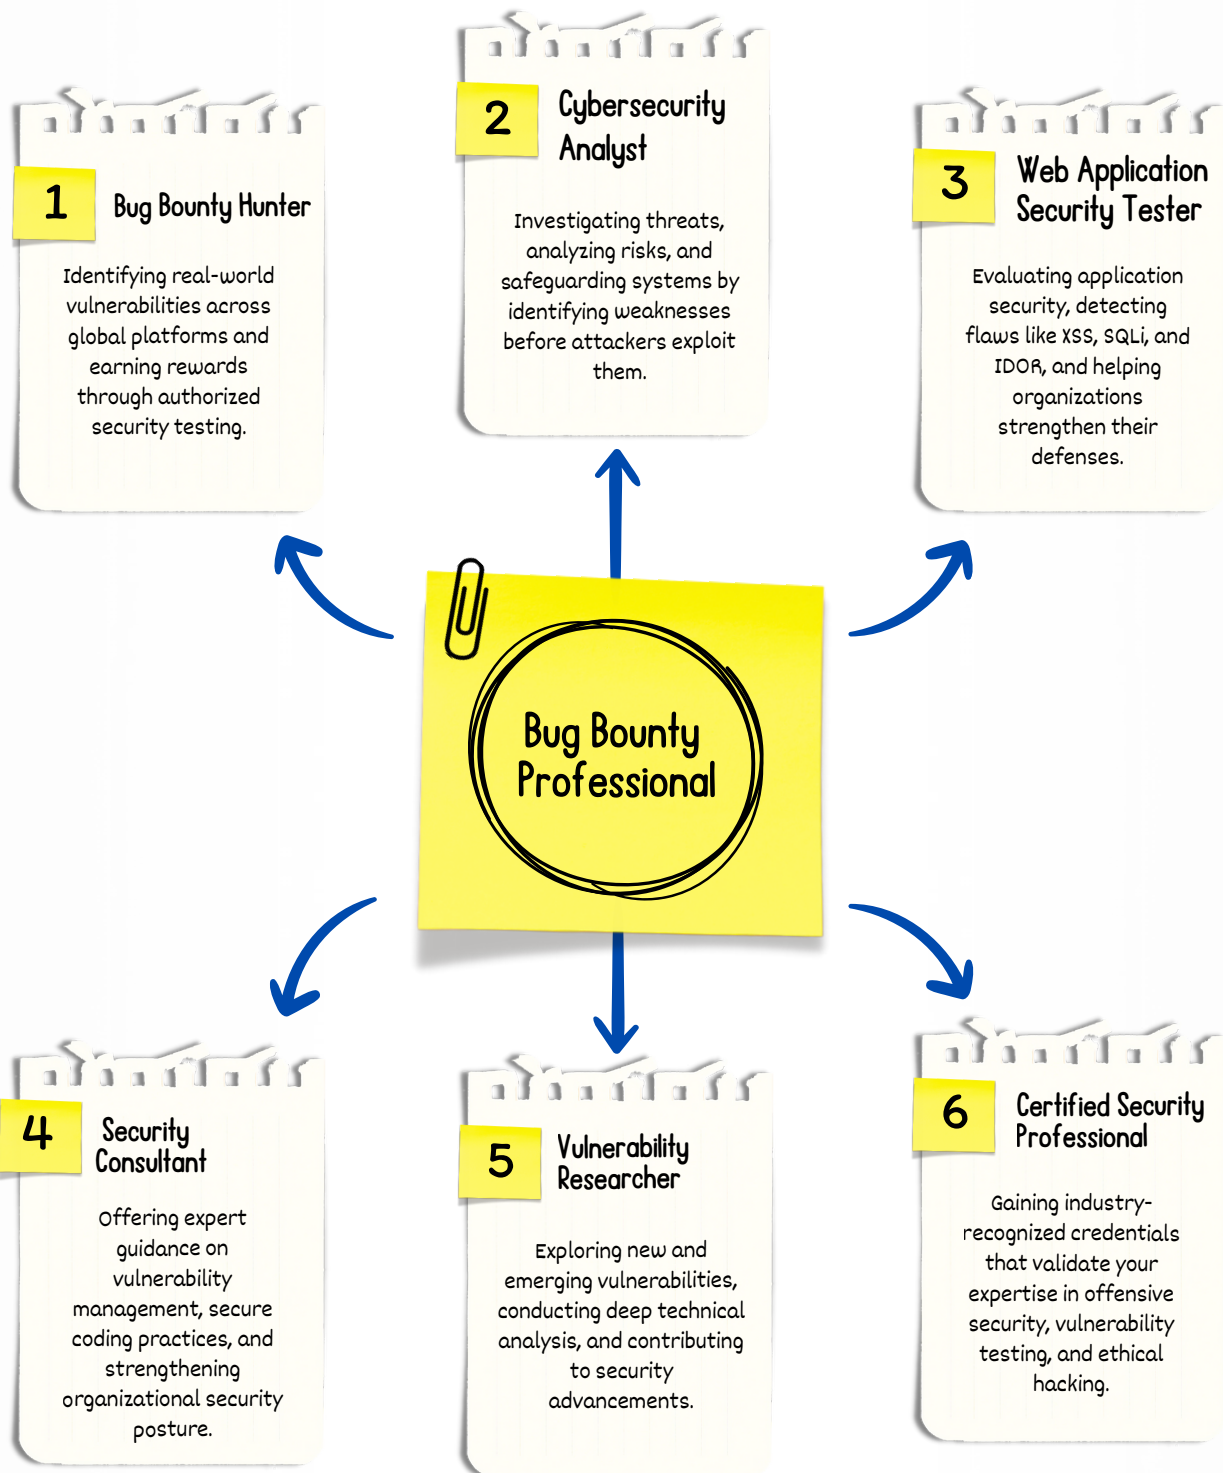 1
Bug Bounty Hunter
Identifying real-world
vulnerabilities across
global platforms and
earning rewards
through authorized
security testing.
2
Cybersecurity
Analyst
Investigating threats,
analyzing risks, and
safeguarding systems by
identifying weaknesses
before attackers exploit
them.
3
Web Application
Security Tester
Evaluating application
security, detecting
flaws like XSS, SQLi, and
IDOR, and helping
organizations
strengthen their
defenses.
Bug Bounty
Professional
4
Security
Consultant
Offering expert
guidance on
vulnerability
management, secure
coding practices, and
strengthening
organizational security
posture.
5
Vulnerability
Researcher
Exploring new and
emerging vulnerabilities,
conducting deep technical
analysis, and contributing
to security
advancements.
6
Certified Security
Professional
Gaining industry-
recognized credentials
that validate your
expertise in offensive
security, vulnerability
testing, and ethical
hacking.